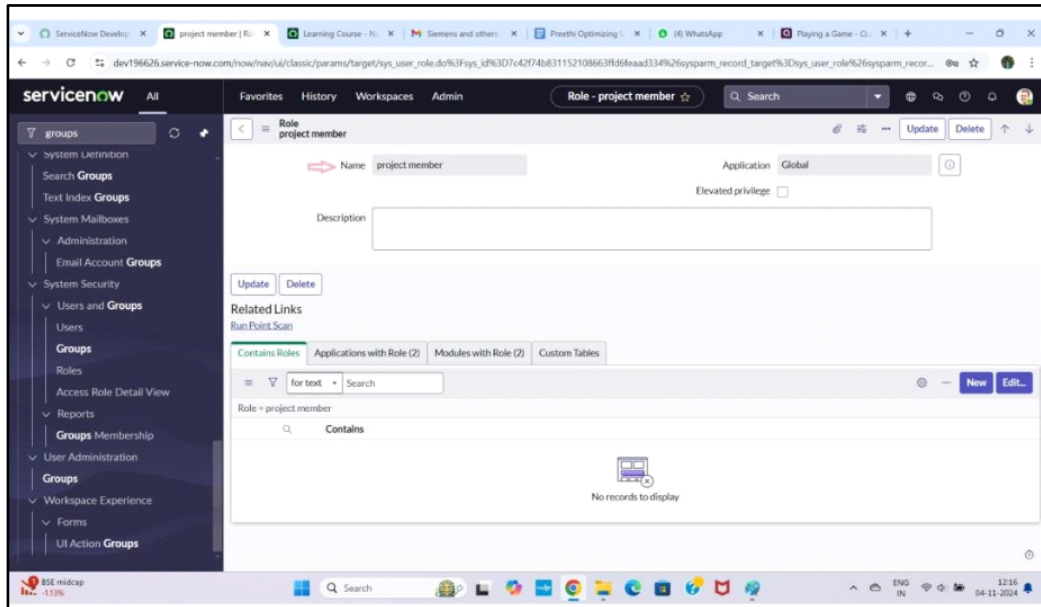 ServiceNow Develop
project member | Ro
Learning Course - N
Siemens and others
Preethi Optimizing U
(4) WhatsApp
Playing a Game - Q
dev196626.service-now.com/now/nav/ui/classic/params/target/sys_user_role.do%3Fsys_id%3D7c42f74b831152108663ffd6feaad334%26sysparm_record_target%3Dsys_user_role%26sysparm_recor...
servicenow All Favorites History Workspaces Admin Role - project member Search
groups
Role
project member
Update Delete
System Definition
Search Groups
Text Index Groups
System Mailboxes
Administration
Email Account Groups
System Security
Users and Groups
Users
Groups
Roles
Access Role Detail View
Reports
Groups Membership
User Administration
Groups
Workspace Experience
Forms
UI Action Groups
Name project member
Application Global
Elevated privilege
Description
Update Delete
Related Links
Run Point Scan
Contains Roles Applications with Role (2) Modules with Role (2) Custom Tables
for text Search New Edit...
Role = project member
Contains
No records to display
BSE midcap
-1.13%
Search
ENG
IN
12:16
04-11-2024